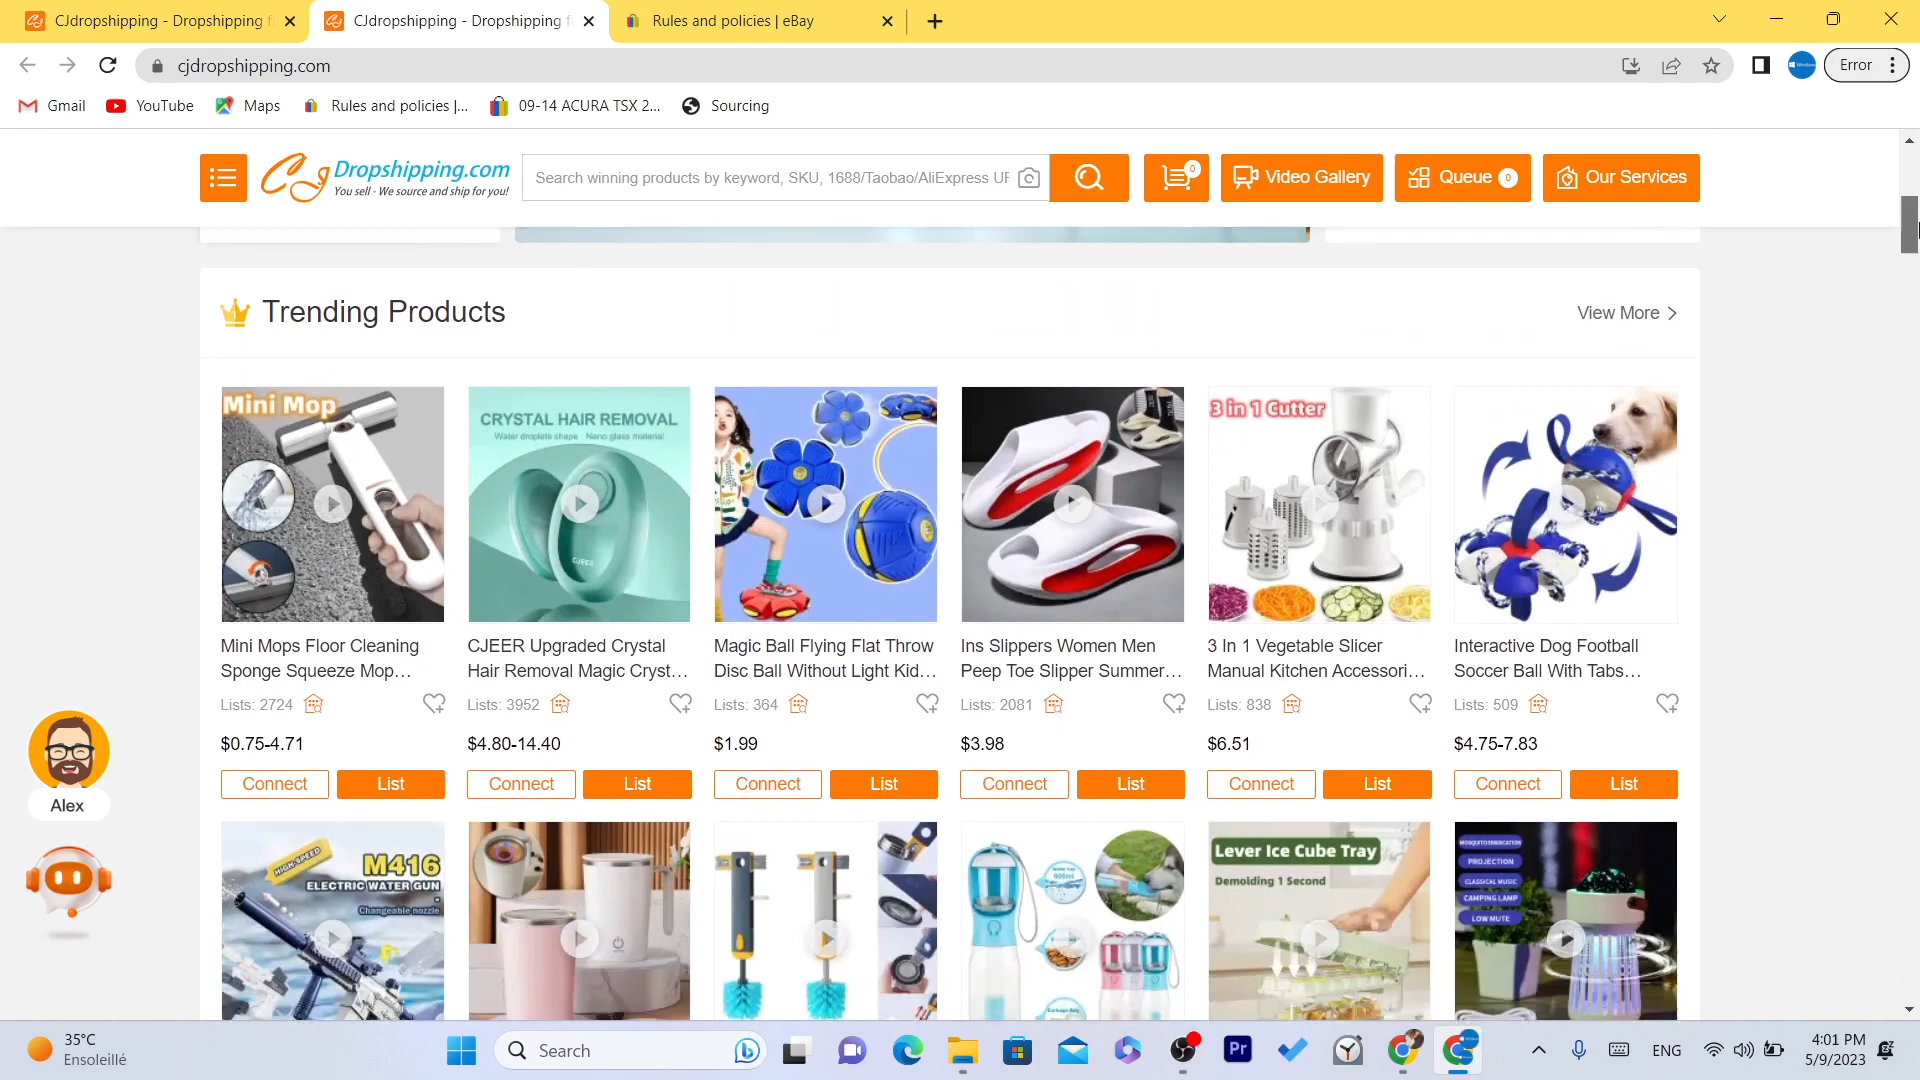 CJdropshipping - Dropshipping f
CJdropshipping - Dropshipping f
Rules and policies | eBay
cjdropshipping.com
Error
Gmail
YouTube
Maps
Rules and policies |...
09-14 ACURA TSX 2...
Sourcing
CJ Dropshipping.com
You sell - We source and ship for you!
Search winning products by keyword, SKU, 1688/Taobao/AliExpress UR
0
Video Gallery
Queue 0
Our Services
Trending Products
View More >
Mini Mop
CRYSTAL HAIR REMOVAL
Water droplets shape · Nano glass material
CJEER
3 in 1 Cutter
Mini Mops Floor Cleaning
Sponge Squeeze Mop...
Lists: 2724
$0.75-4.71
Connect
List
CJEER Upgraded Crystal
Hair Removal Magic Cryst...
Lists: 3952
$4.80-14.40
Connect
List
Magic Ball Flying Flat Throw
Disc Ball Without Light Kid...
Lists: 364
$1.99
Connect
List
Ins Slippers Women Men
Peep Toe Slipper Summer...
Lists: 2081
$3.98
Connect
List
3 In 1 Vegetable Slicer
Manual Kitchen Accessori...
Lists: 838
$6.51
Connect
List
Interactive Dog Football
Soccer Ball With Tabs...
Lists: 509
$4.75-7.83
Connect
List
Alex
HIGH-SPEED
M416
ELECTRIC WATER GUN
Changeable nozzle
Lever Ice Cube Tray
Demolding 1 Second
MOSQUITO ERADICATION
PROJECTION
CLASSICAL MUSIC
CAMPING LAMP
LOW MUTE
35°C
Ensoleillé
Search
Pr
ENG
4:01 PM
5/9/2023